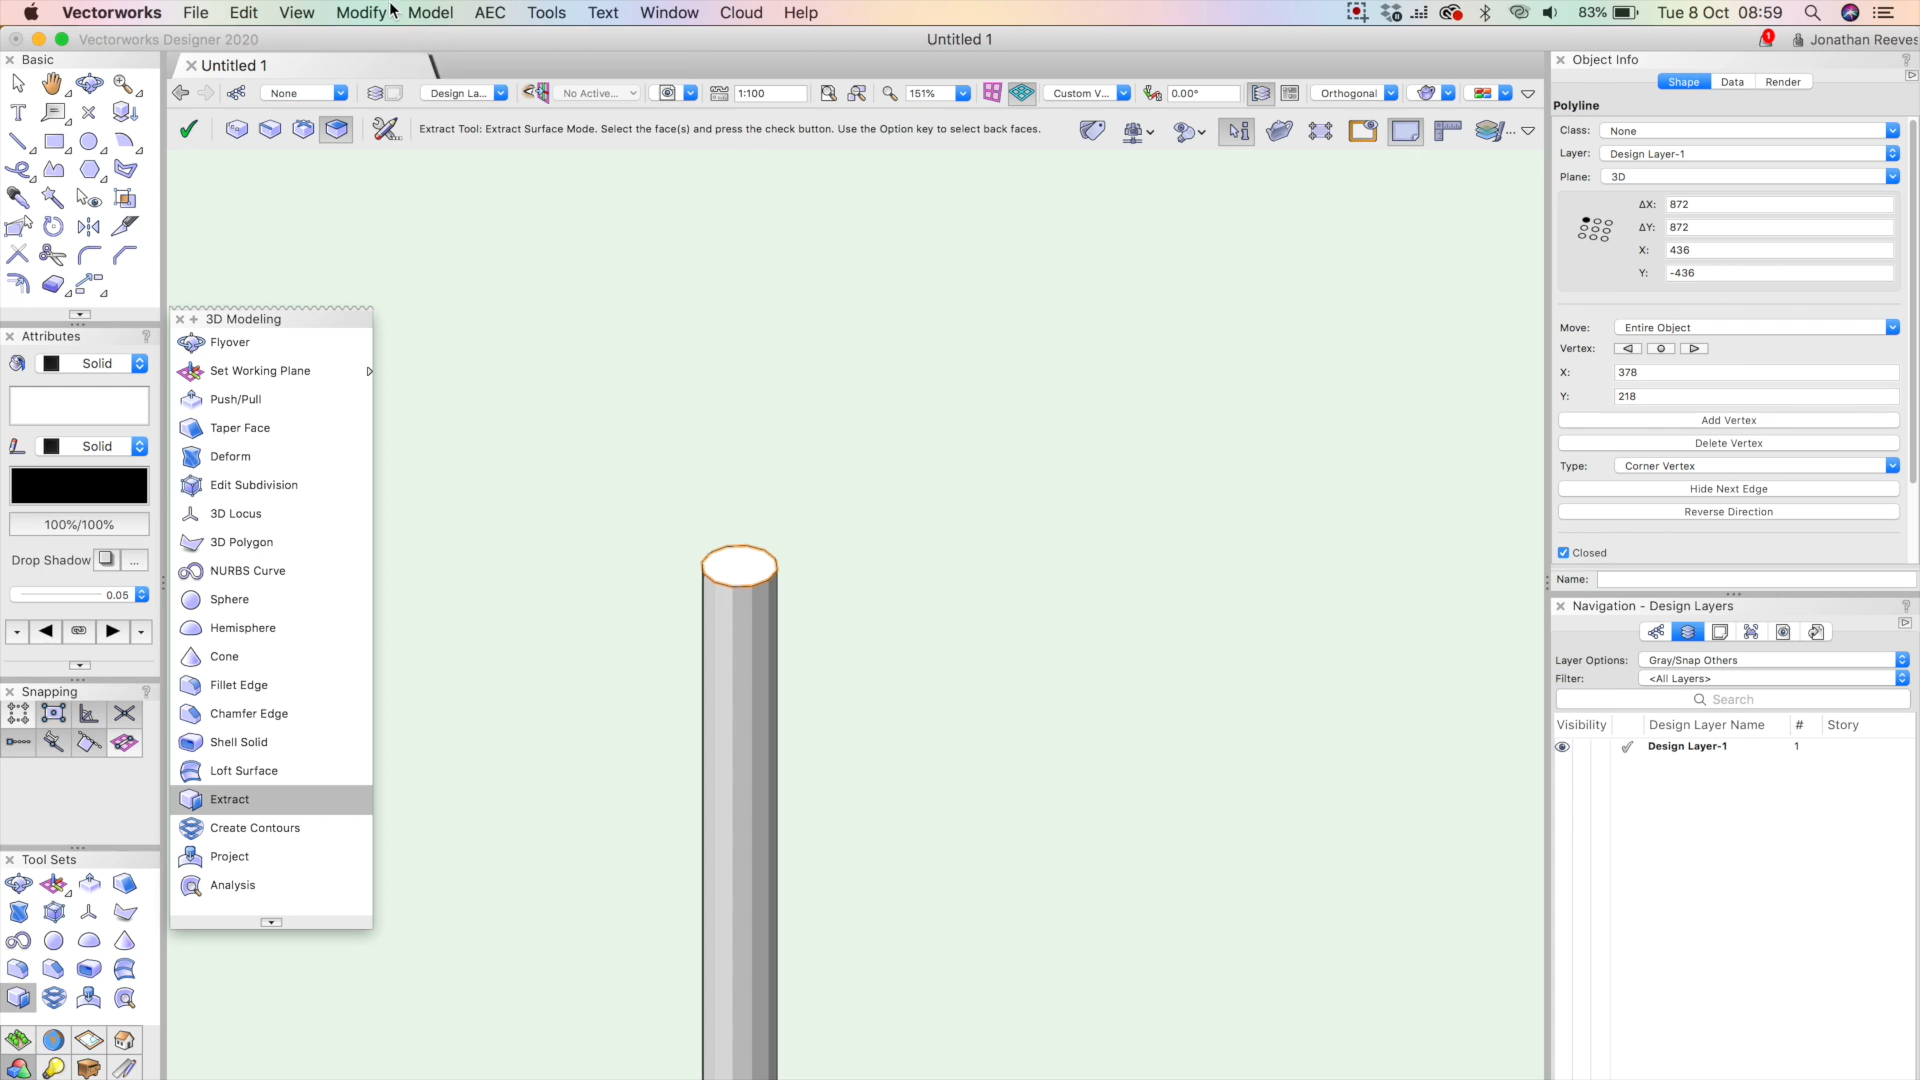 Vectorworks File Edit View Modify Model AEC Tools Text Window Cloud Help 83% Tue 8 Oct 08:59
Vectorworks Designer 2020 Untitled 1 1 Jonathan Reeves
Basic
Untitled 1
None Design La... No Active... 1:100 151% Custom V... 0.00° Orthogonal
Extract Tool: Extract Surface Mode. Select the face(s) and press the check button. Use the Option key to select back faces.
Attributes ?
Solid
Solid
100%/100%
Drop Shadow ...
0.05
Snapping ?
Tool Sets
3D Modeling
Flyover
Set Working Plane
Push/Pull
Taper Face
Deform
Edit Subdivision
3D Locus
3D Polygon
NURBS Curve
Sphere
Hemisphere
Cone
Fillet Edge
Chamfer Edge
Shell Solid
Loft Surface
Extract
Create Contours
Project
Analysis
Object Info ?
Shape Data Render
Polyline
Class: None
Layer: Design Layer-1
Plane: 3D
ΔX: 872
ΔY: 872
X: 436
Y: -436
Move: Entire Object
Vertex:
X: 378
Y: 218
Add Vertex
Delete Vertex
Type: Corner Vertex
Hide Next Edge
Reverse Direction
Closed
Name:
Navigation - Design Layers ?
Layer Options: Gray/Snap Others
Filter: <All Layers>
Search
Visibility Design Layer Name # Story
Design Layer-1 1